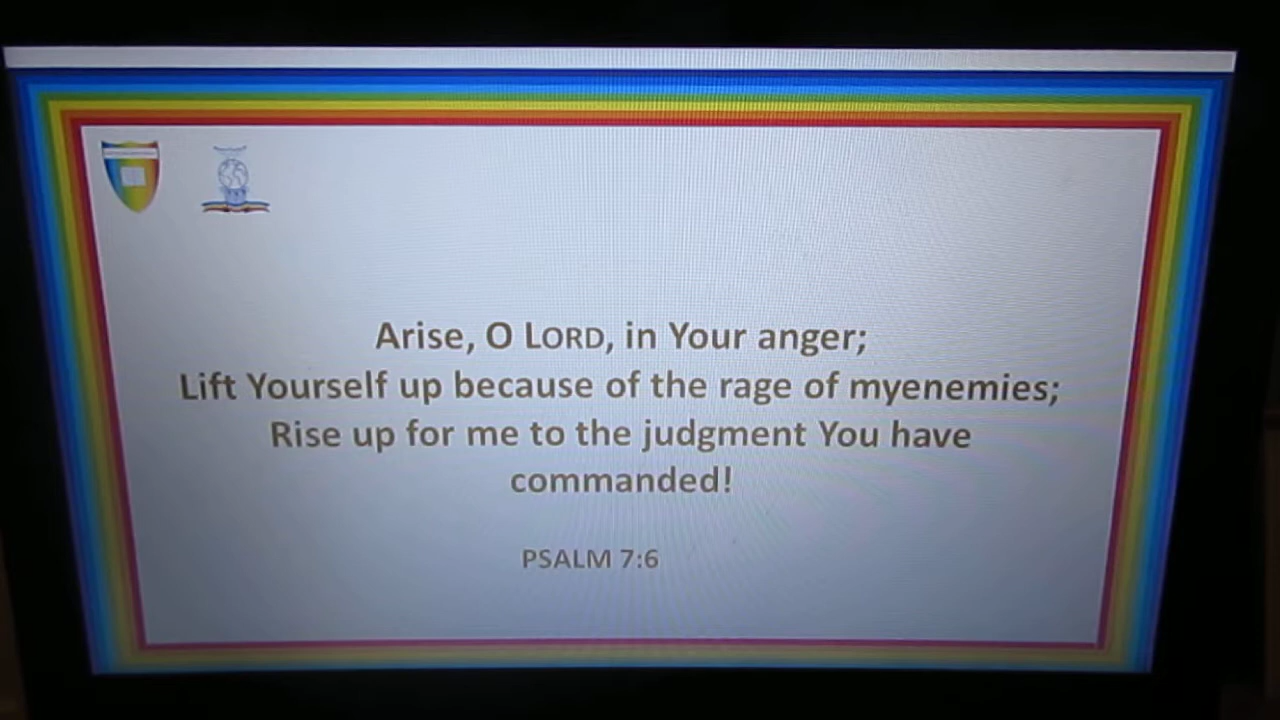 Arise, O LORD, in Your anger;
Lift Yourself up because of the rage of myenemies;
Rise up for me to the judgment You have
commanded!
PSALM 7:6